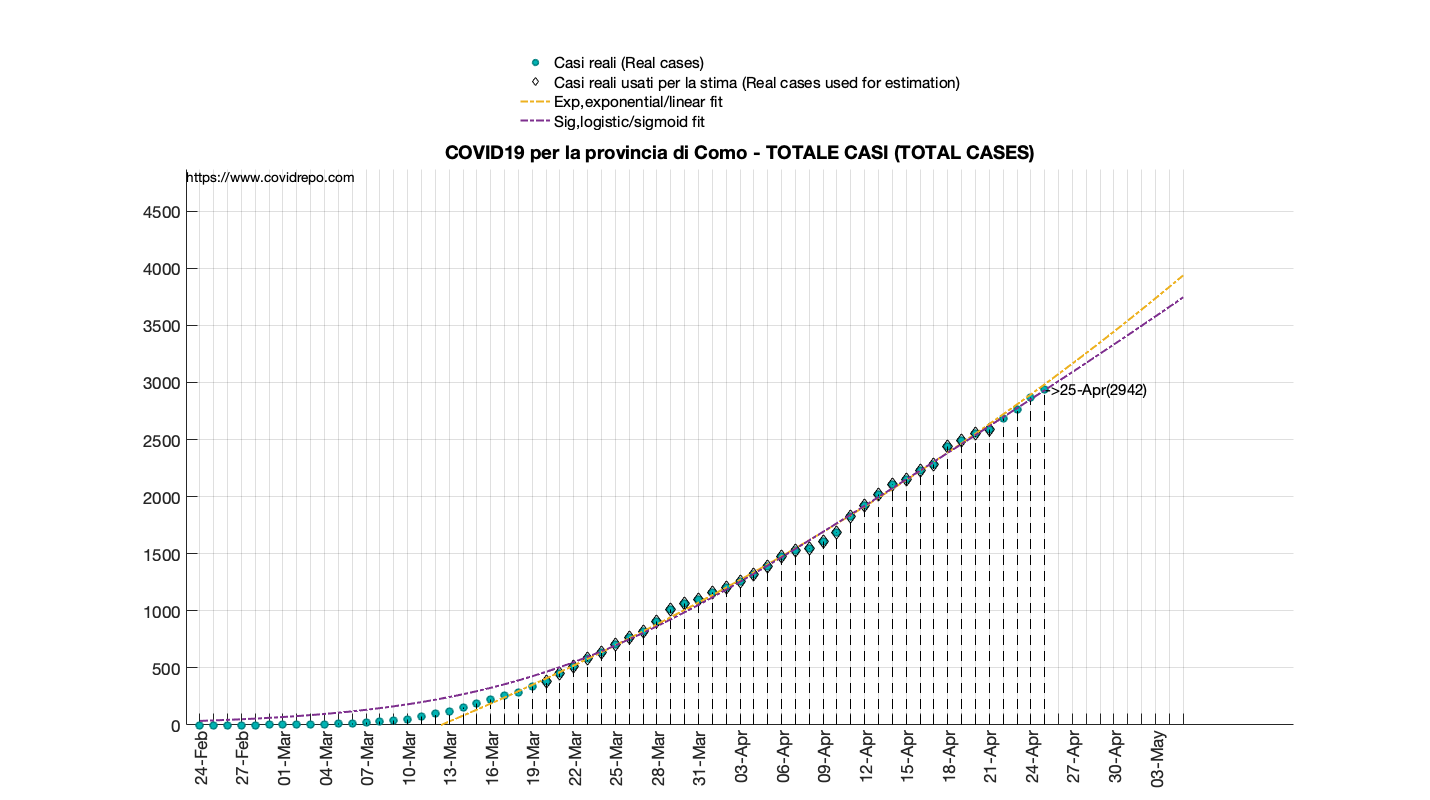 Casi reali (Real cases)
Casi reali usati per la stima (Real cases used for estimation)
Exp,exponential/linear fit
Sig,logistic/sigmoid fit
COVID19 per la provincia di Como - TOTALE CASI (TOTAL CASES)
https://www.covidrepo.com
4500
4000
3500
3000
2500
2000
1500
1000
500
0
->25-Apr(2942)
24-Feb
27-Feb
01-Mar
04-Mar
07-Mar
10-Mar
13-Mar
16-Mar
19-Mar
22-Mar
25-Mar
28-Mar
31-Mar
03-Apr
06-Apr
09-Apr
12-Apr
15-Apr
18-Apr
21-Apr
24-Apr
27-Apr
30-Apr
03-May